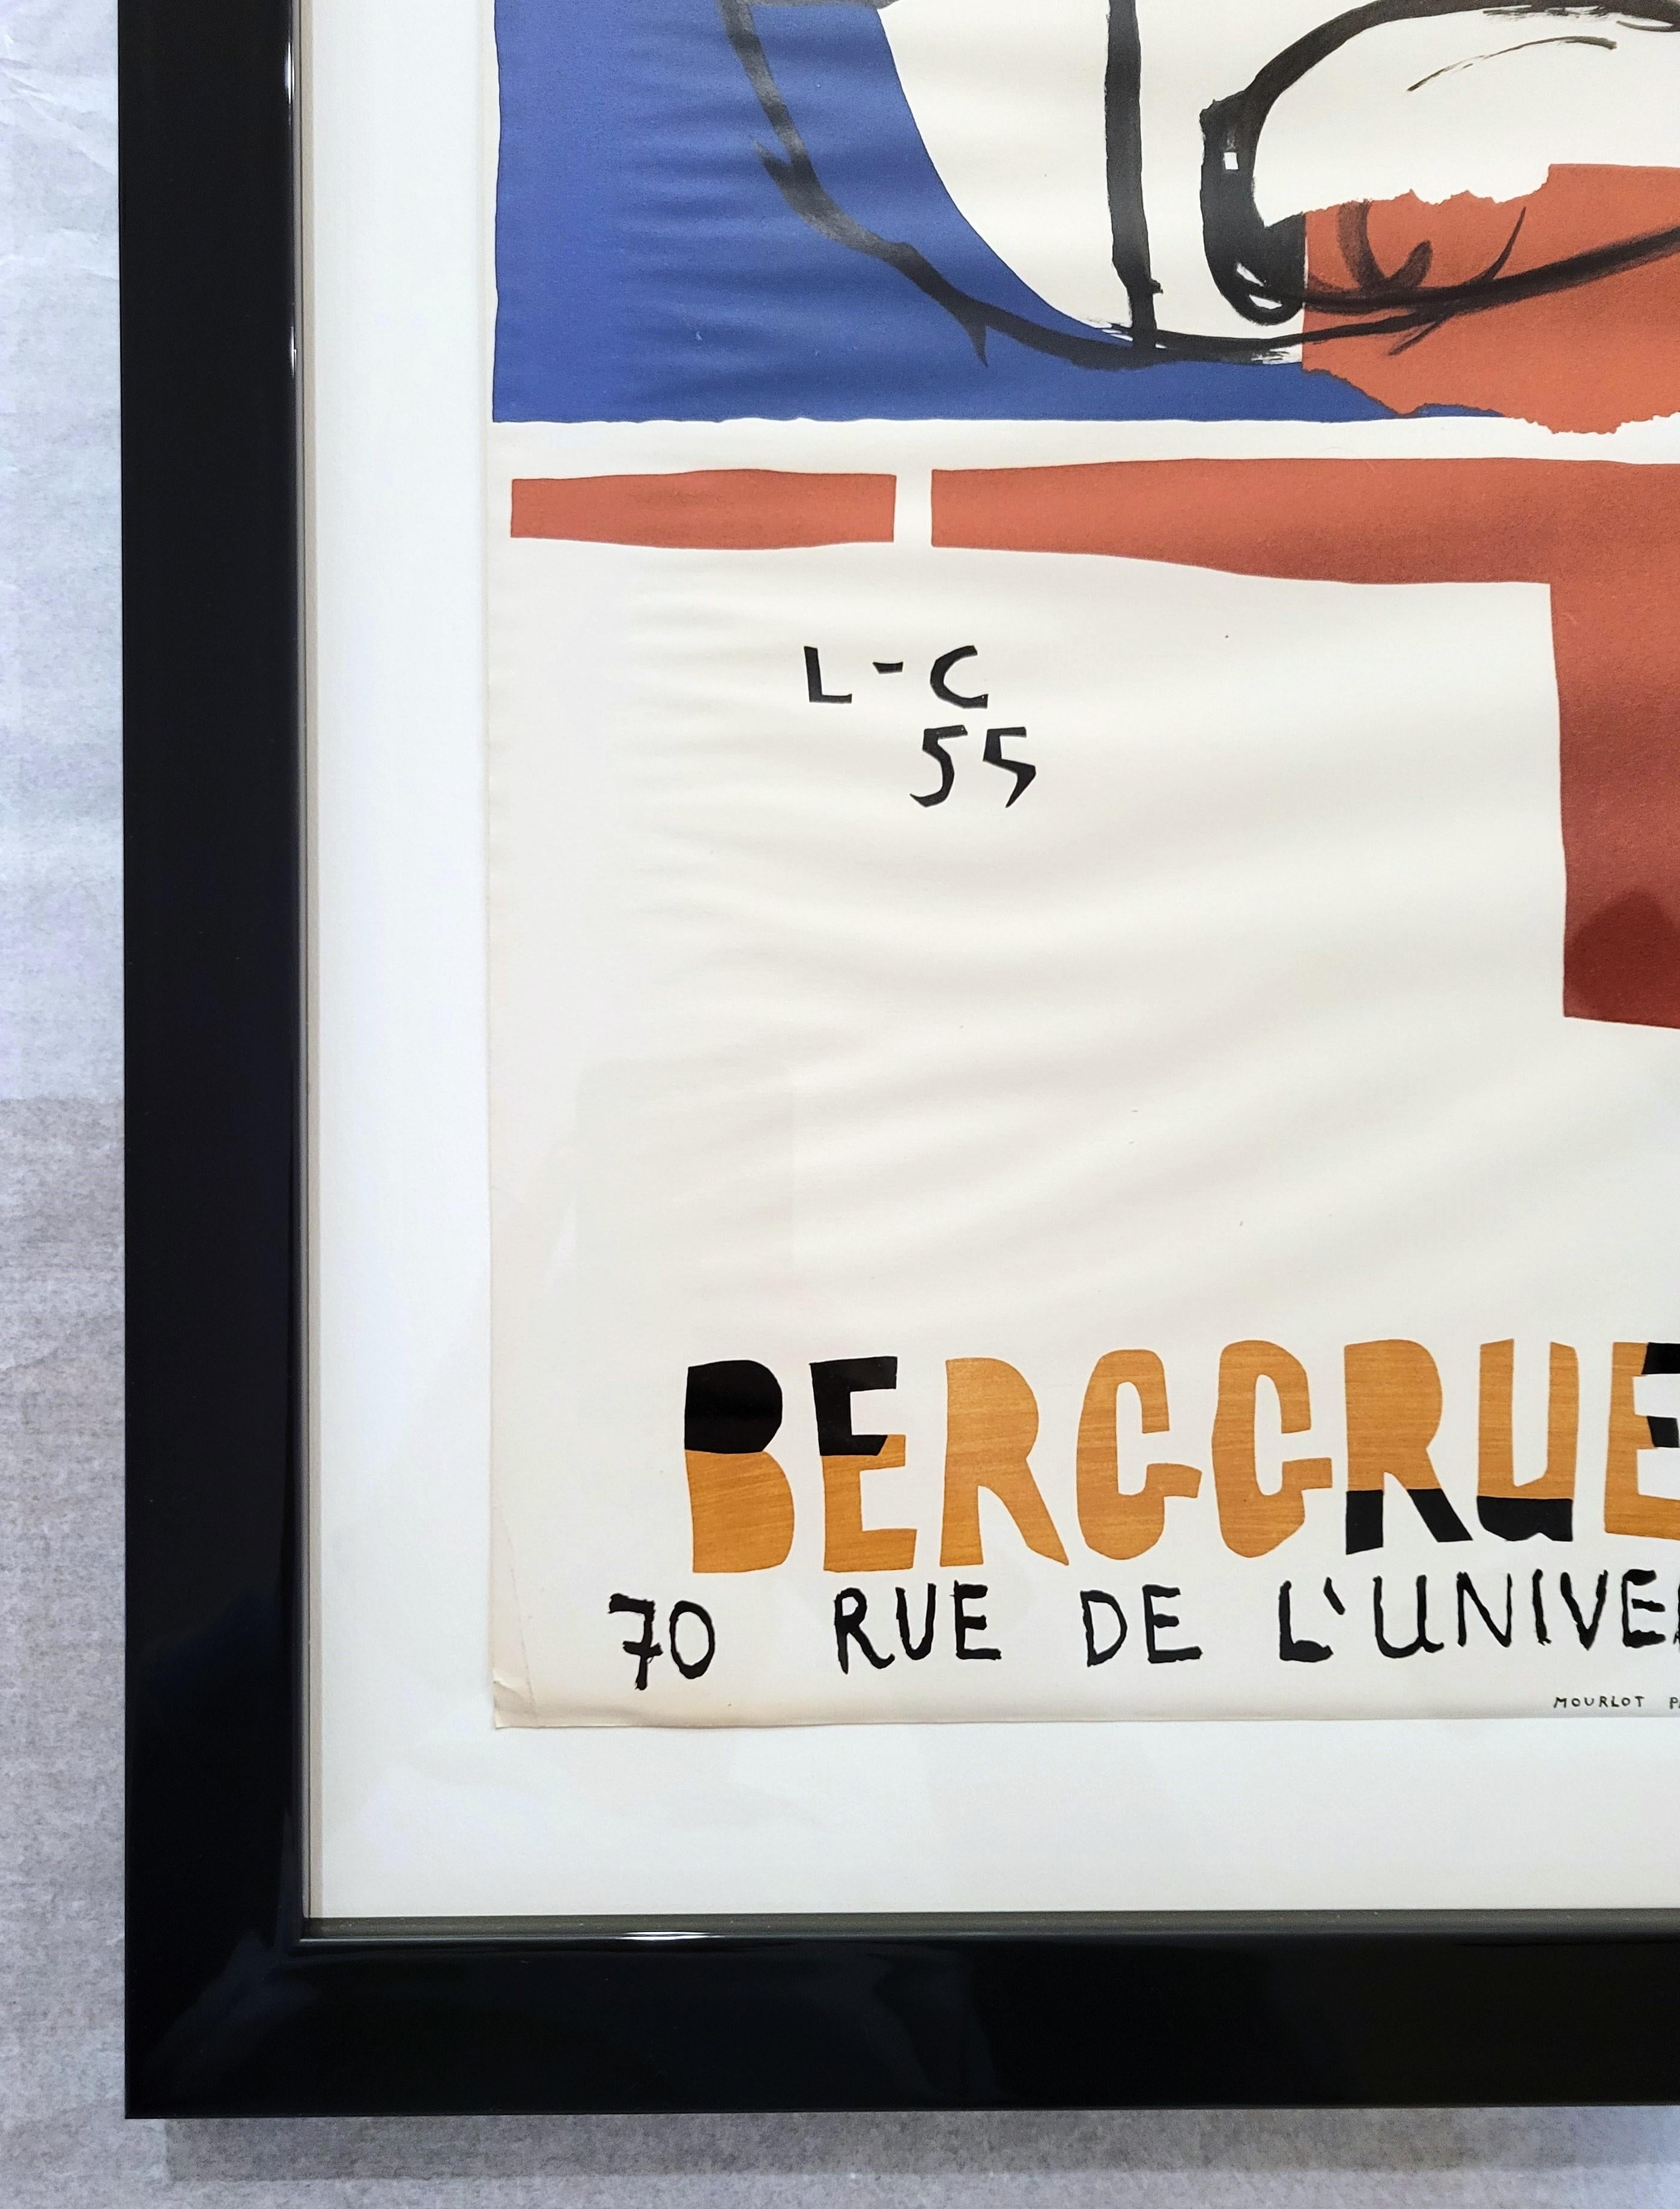 L-C
55
BERGGRUE
70 RUE DE L'UNIVE
MOURLOT